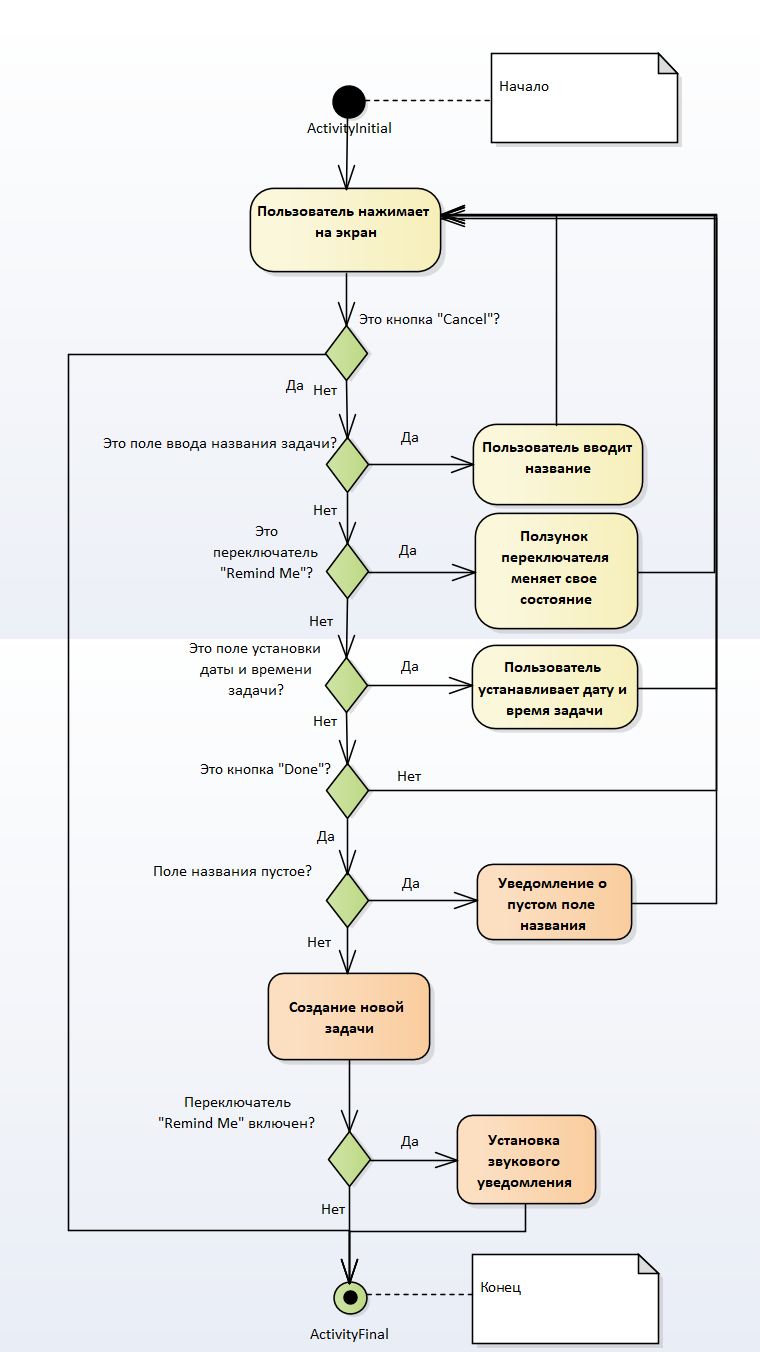 Начало
ActivityInitial
Пользователь нажимает
на экран
Это кнопка "Cancel"?
Да
Нет
Это поле ввода названия задачи?
Да
Пользователь вводит
название
Нет
Это
переключатель
"Remind Me"?
Да
Ползунок
переключателя
меняет свое
состояние
Нет
Это поле установки
даты и времени
задачи?
Да
Пользователь
устанавливает дату и
время задачи
Нет
Это кнопка "Done"?
Нет
Да
Поле названия пустое?
Да
Уведомление о
пустом поле
названия
Нет
Создание новой
задачи
Переключатель
"Remind Me" включен?
Да
Установка
звукового
уведомления
Нет
Конец
ActivityFinal